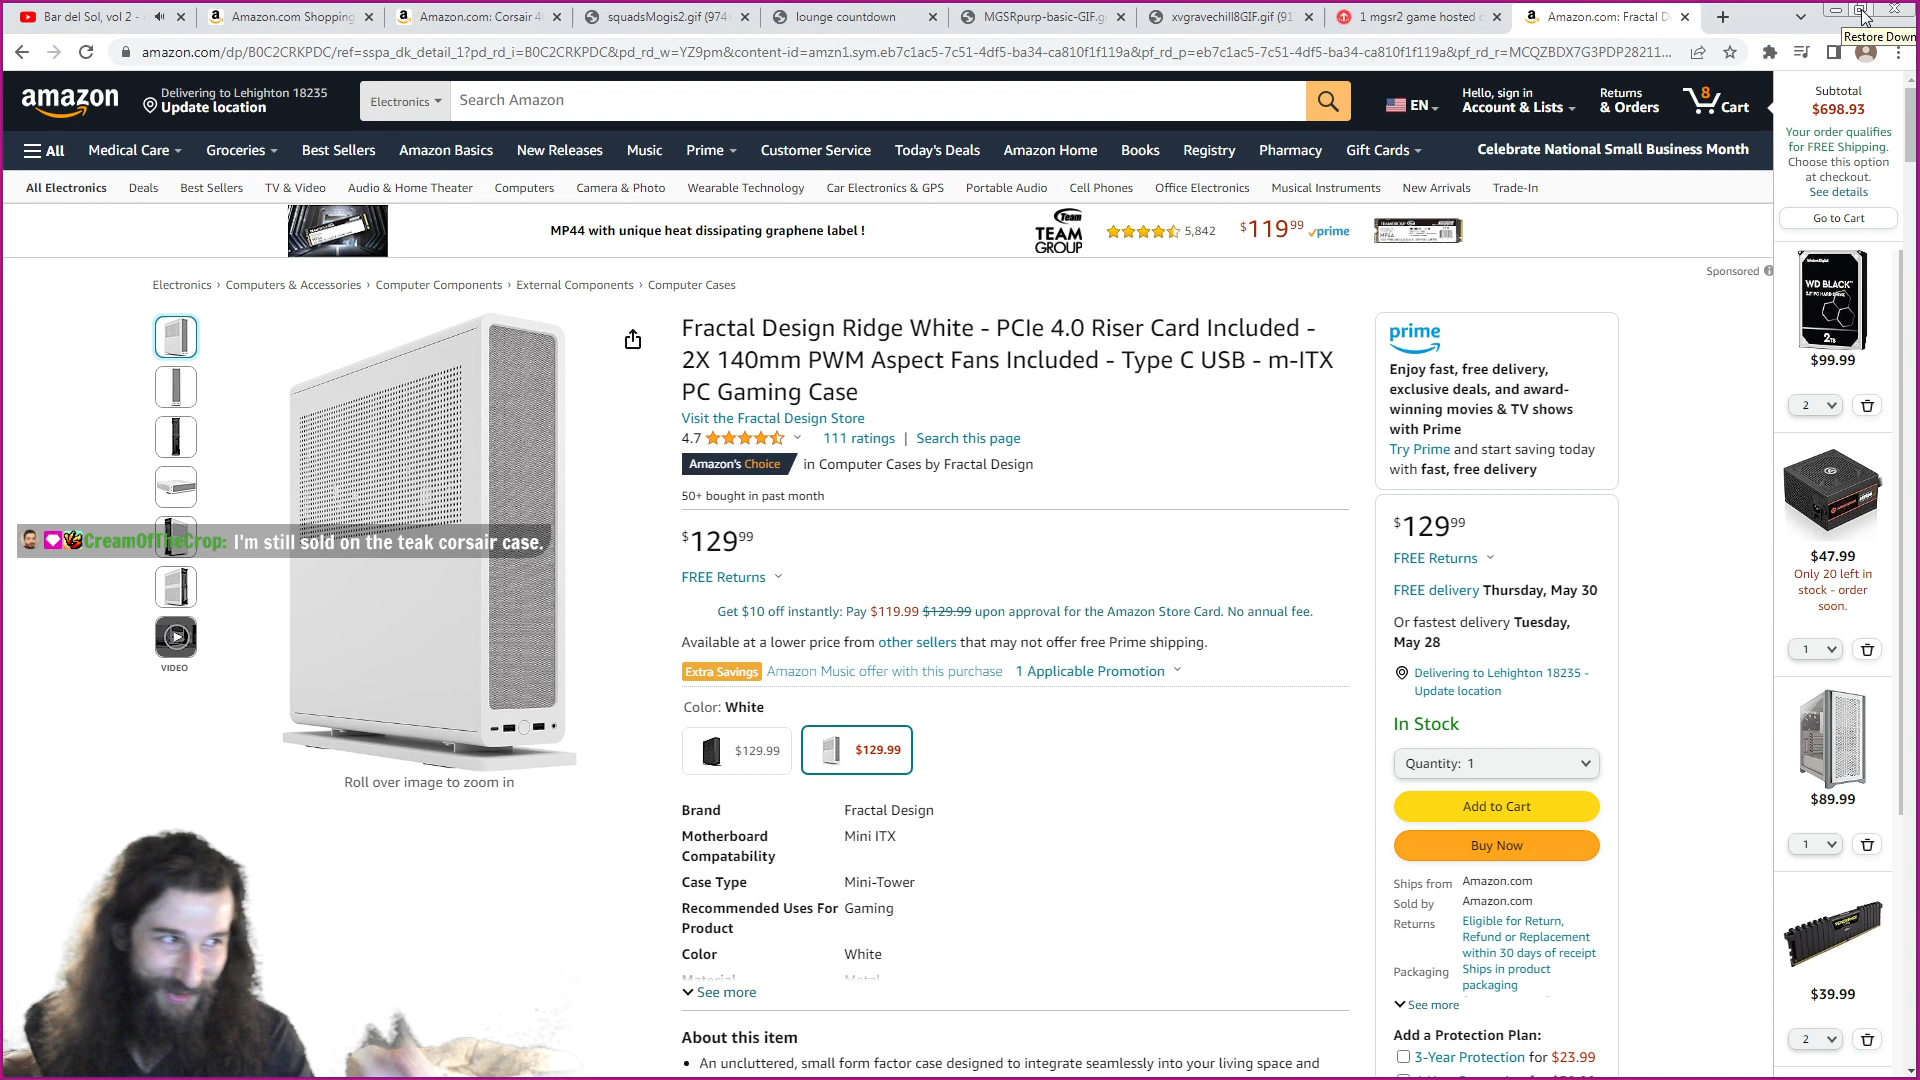 Bar del Sol, vol 2 -
Amazon.com Shopping
Amazon.com: Corsair 4
squadsMogis2.gif (974×
lounge countdown
MGSRpurp-basic-GIF.g
xvgravechill8GIF.gif (91
1 mgsr2 game hosted
Amazon.com: Fractal D
Restore Down
amazon.com/dp/B0C2CRKPDC/ref=sspa_dk_detail_1?pd_rd_i=B0C2CRKPDC&pd_rd_w=YZ9pm&content-id=amzn1.sym.eb7c1ac5-7c51-4df5-ba34-ca810f1f119a&pf_rd_p=eb7c1ac5-7c51-4df5-ba34-ca810f1f119a&pf_rd_r=MCQZBDX7G3PDP28211...
amazon
Delivering to Lehighton 18235
Update location
Electronics
Search Amazon
EN
Hello, sign in
Account & Lists
Returns
& Orders
8
Cart
All
Medical Care
Groceries
Best Sellers
Amazon Basics
New Releases
Music
Prime
Customer Service
Today's Deals
Amazon Home
Books
Registry
Pharmacy
Gift Cards
Celebrate National Small Business Month
All Electronics
Deals
Best Sellers
TV & Video
Audio & Home Theater
Computers
Camera & Photo
Wearable Technology
Car Electronics & GPS
Portable Audio
Cell Phones
Office Electronics
Musical Instruments
New Arrivals
Trade-In
MP44 with unique heat dissipating graphene label !
Team
TEAM
GROUP
5,842
$119.99
prime
Sponsored
Electronics › Computers & Accessories › Computer Components › External Components › Computer Cases
VIDEO
Roll over image to zoom in
CreamOfTheCrop: I'm still sold on the teak corsair case.
Fractal Design Ridge White - PCIe 4.0 Riser Card Included -
2X 140mm PWM Aspect Fans Included - Type C USB - m-ITX
PC Gaming Case
Visit the Fractal Design Store
4.7
111 ratings | Search this page
Amazon's Choice in Computer Cases by Fractal Design
50+ bought in past month
$129.99
FREE Returns
Get $10 off instantly: Pay $119.99 $129.99 upon approval for the Amazon Store Card. No annual fee.
Available at a lower price from other sellers that may not offer free Prime shipping.
Extra Savings Amazon Music offer with this purchase 1 Applicable Promotion
Color: White
$129.99
$129.99
Brand Fractal Design
Motherboard Mini ITX
Compatability
Case Type Mini-Tower
Recommended Uses For Gaming
Product
Color White
Material Metal
See more
About this item
• An uncluttered, small form factor case designed to integrate seamlessly into your living space and
prime
Enjoy fast, free delivery,
exclusive deals, and award-
winning movies & TV shows
with Prime
Try Prime and start saving today
with fast, free delivery
$129.99
FREE Returns
FREE delivery Thursday, May 30
Or fastest delivery Tuesday,
May 28
Delivering to Lehighton 18235 -
Update location
In Stock
Quantity: 1
Add to Cart
Buy Now
Ships from Amazon.com
Sold by Amazon.com
Returns Eligible for Return,
Refund or Replacement
within 30 days of receipt
Packaging Ships in product
packaging
See more
Add a Protection Plan:
3-Year Protection for $23.99
Subtotal
$698.93
Your order qualifies
for FREE Shipping.
Choose this option
at checkout.
See details
Go to Cart
WD BLACK
2TB
$99.99
2
$47.99
Only 20 left in
stock - order
soon.
1
$89.99
1
$39.99
2